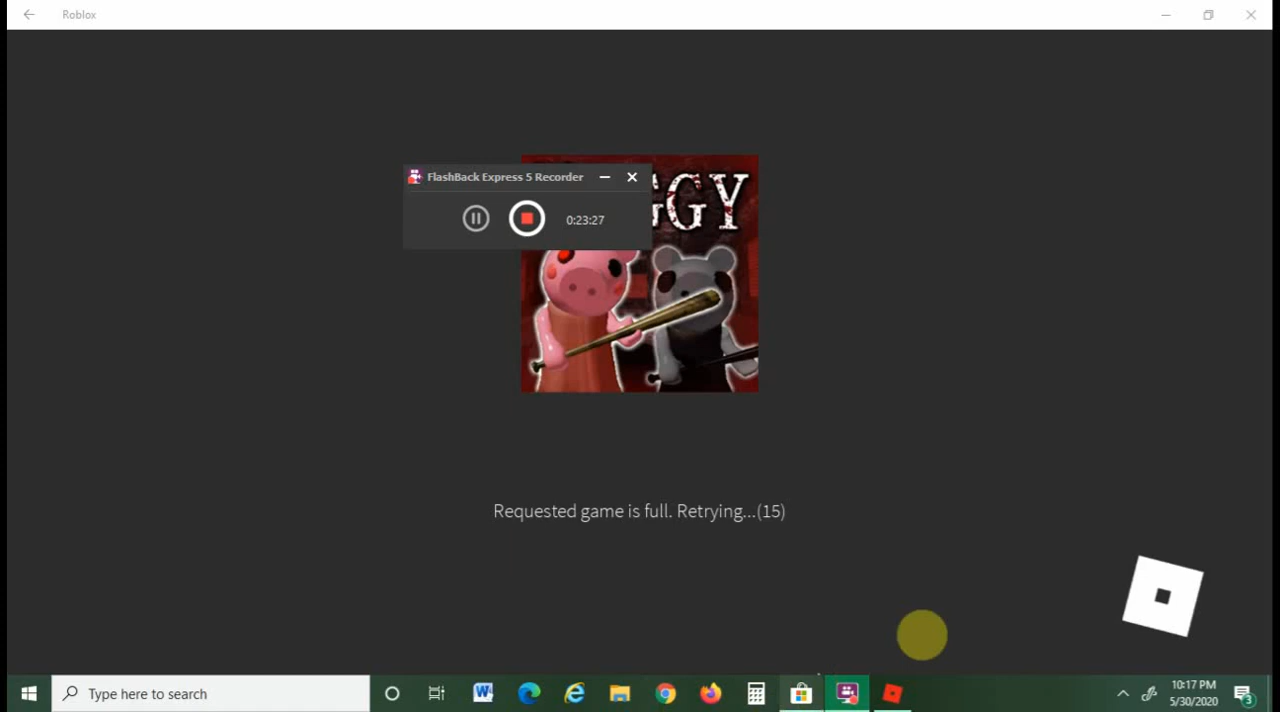 Roblox
FlashBack Express 5 Recorder
0:23:27
GGY
Requested game is full. Retrying...(15)
Type here to search
10:17 PM
5/30/2020
3